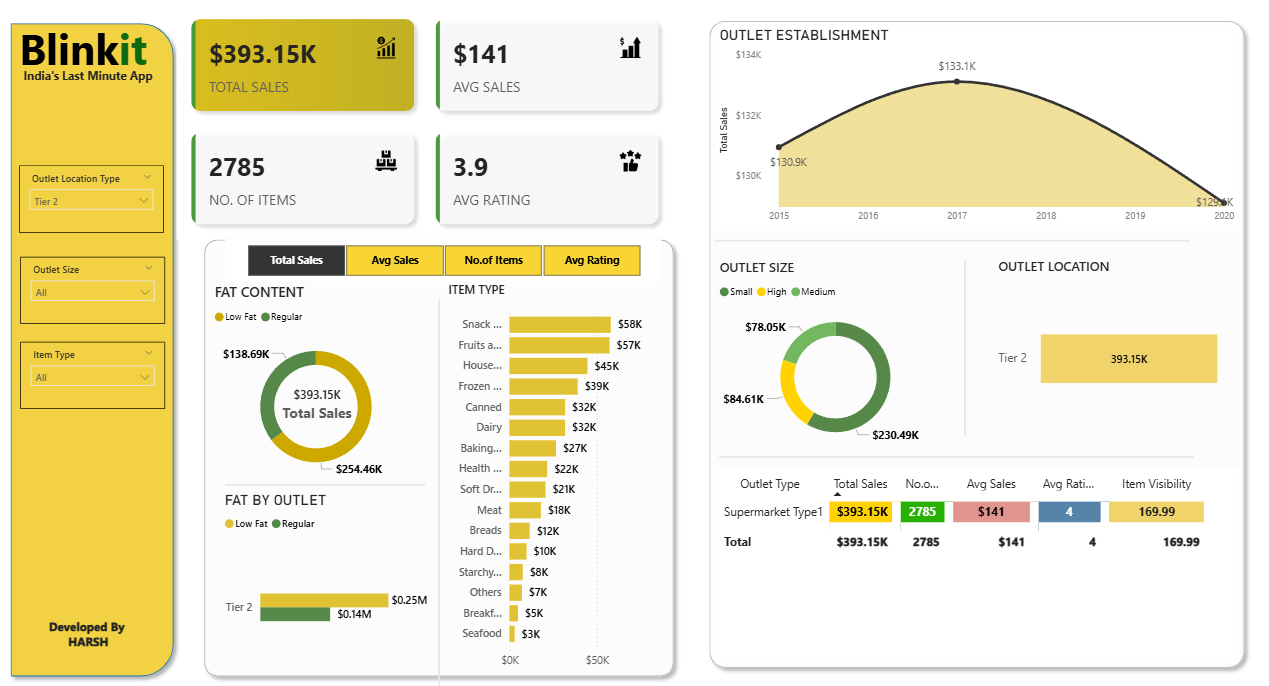 Blinkit
India's Last Minute App
Outlet Location Type
Tier 2
Outlet Size
All
Item Type
All
Developed By
HARSH
$393.15K
TOTAL SALES
$141
AVG SALES
2785
NO. OF ITEMS
3.9
AVG RATING
Total Sales
Avg Sales
No.of Items
Avg Rating
FAT CONTENT
Low Fat Regular
$138.69K
$393.15K
Total Sales
$254.46K
FAT BY OUTLET
Low Fat Regular
Tier 2
$0.25M
$0.14M
ITEM TYPE
Snack ... $58K
Fruits a... $57K
House... $45K
Frozen ... $39K
Canned $32K
Dairy $32K
Baking... $27K
Health ... $22K
Soft Dr... $21K
Meat $18K
Breads $12K
Hard D... $10K
Starchy... $8K
Others $7K
Breakf... $5K
Seafood $3K
$0K $50K
OUTLET ESTABLISHMENT
$134K
$132K
$130K
Total Sales
$133.1K
$130.9K
2015 2016 2017 2018 2019 2020
OUTLET SIZE
Small High Medium
$78.05K
$84.61K
$230.49K
OUTLET LOCATION
Tier 2 393.15K
Outlet Type Total Sales No.o... Avg Sales Avg Rati... Item Visibility
Supermarket Type1 $393.15K 2785 $141 4 169.99
Total $393.15K 2785 $141 4 169.99